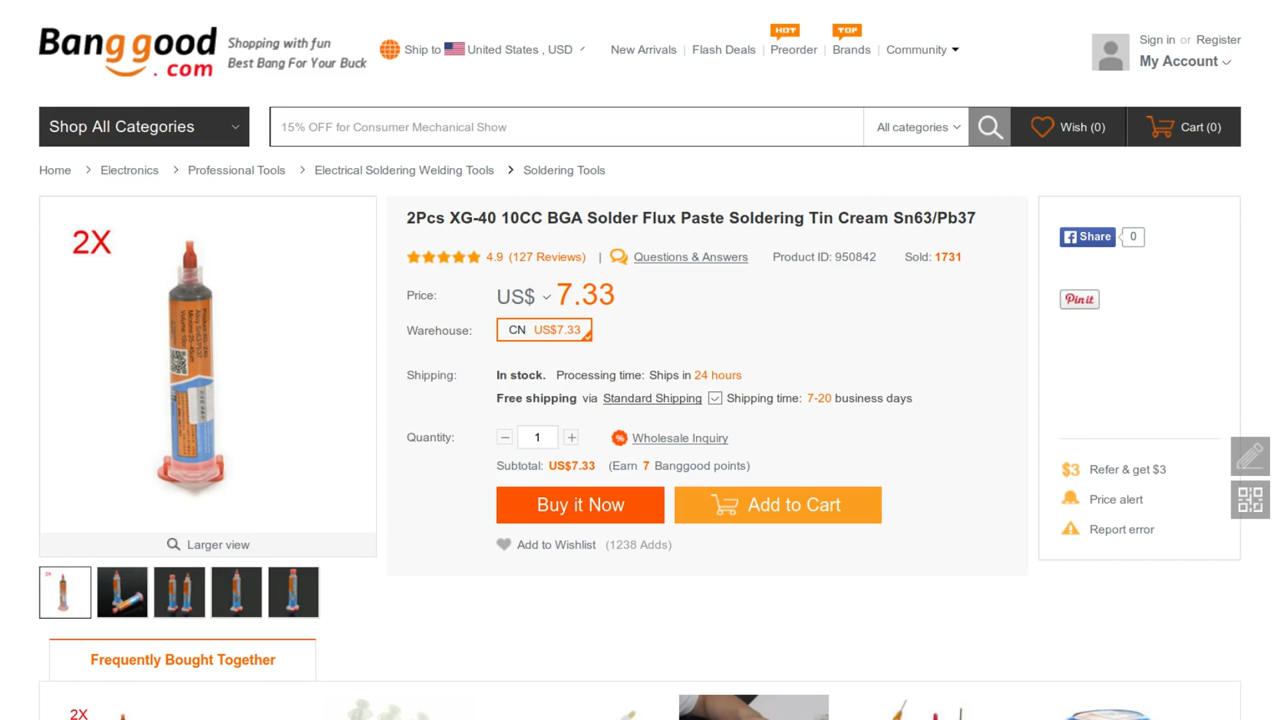 Banggood
.com
Shopping with fun
Best Bang For Your Buck
Ship to United States , USD
New Arrivals
Flash Deals
HOT
Preorder
TOP
Brands
Community
Sign in or Register
My Account
Shop All Categories
15% OFF for Consumer Mechanical Show
All categories
Wish (0)
Cart (0)
Home
Electronics
Professional Tools
Electrical Soldering Welding Tools
Soldering Tools
2X
2Pcs XG-40 10CC BGA Solder Flux Paste Soldering Tin Cream Sn63/Pb37
4.9 (127 Reviews) | Questions & Answers Product ID: 950842 Sold: 1731
Price: US$ 7.33
Warehouse: CN US$7.33
Shipping: In stock. Processing time: Ships in 24 hours
Free shipping via Standard Shipping Shipping time: 7-20 business days
Quantity: 1 Wholesale Inquiry
Subtotal: US$7.33 (Earn 7 Banggood points)
Buy it Now
Add to Cart
Add to Wishlist (1238 Adds)
Larger view
Share 0
Pin it
$3 Refer & get $3
Price alert
Report error
Frequently Bought Together
2X